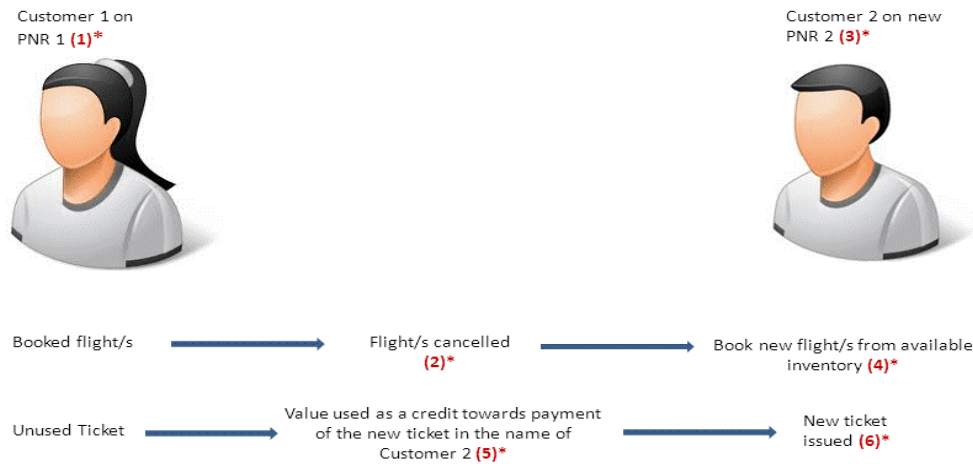 Customer 1 on
PNR 1 (1)*
Customer 2 on new
PNR 2 (3)*
Booked flight/s
Flight/s cancelled
(2)*
Book new flight/s from available
inventory (4)*
Unused Ticket
Value used as a credit towards payment
of the new ticket in the name of
Customer 2 (5)*
New ticket
issued (6)*